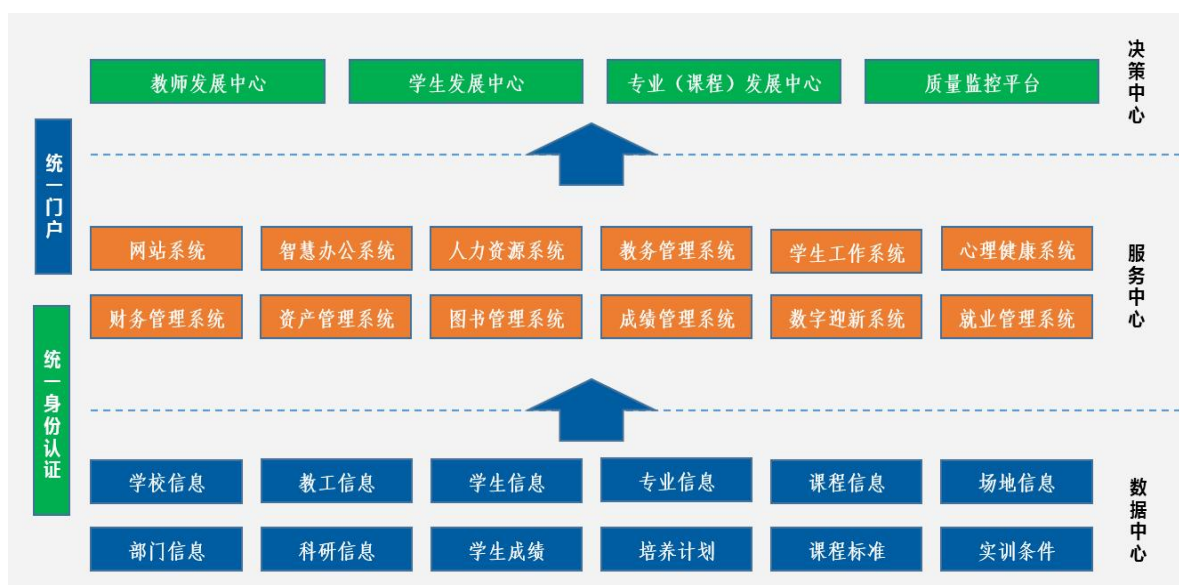 教师发展中心
学生发展中心
专业（课程）发展中心
质量监控平台
决策中心
统一门户
网站系统
智慧办公系统
人力资源系统
教务管理系统
学生工作系统
心理健康系统
财务管理系统
资产管理系统
图书管理系统
成绩管理系统
数字迎新系统
就业管理系统
服务中心
统一身份认证
学校信息
教工信息
学生信息
专业信息
课程信息
场地信息
部门信息
科研信息
学生成绩
培养计划
课程标准
实训条件
数据中心